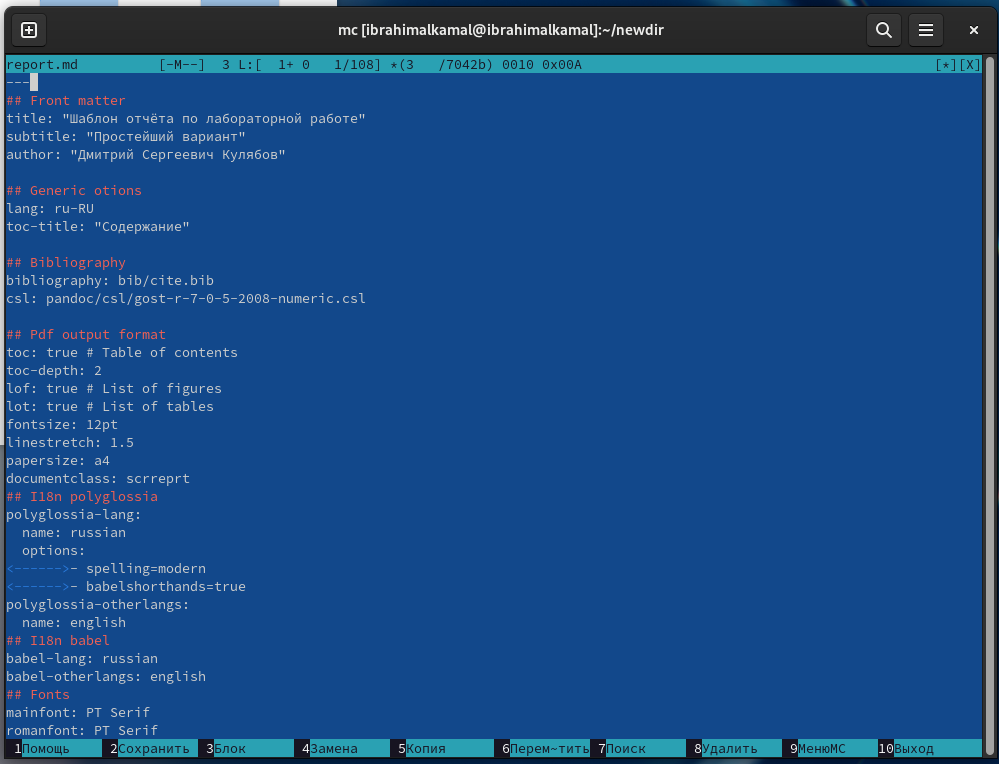 mc [ibrahimalkamal@ibrahimalkamal]:~/newdir
report.md [-M--] 3 L:[ 1+ 0 1/108] *(3 /7042b) 0010 0x00A [*][X]
---
## Front matter
title: "Шаблон отчёта по лабораторной работе"
subtitle: "Простейший вариант"
author: "Дмитрий Сергеевич Кулябов"
## Generic otions
lang: ru-RU
toc-title: "Содержание"
## Bibliography
bibliography: bib/cite.bib
csl: pandoc/csl/gost-r-7-0-5-2008-numeric.csl
## Pdf output format
toc: true # Table of contents
toc-depth: 2
lof: true # List of figures
lot: true # List of tables
fontsize: 12pt
linestretch: 1.5
papersize: a4
documentclass: scrreprt
## I18n polyglossia
polyglossia-lang:
  name: russian
  options:
<------>- spelling=modern
<------>- babelshorthands=true
polyglossia-otherlangs:
  name: english
## I18n babel
babel-lang: russian
babel-otherlangs: english
## Fonts
mainfont: PT Serif
romanfont: PT Serif
1Помощь 2Сохранить 3Блок 4Замена 5Копия 6Перем~тить 7Поиск 8Удалить 9МенюMC 10Выход